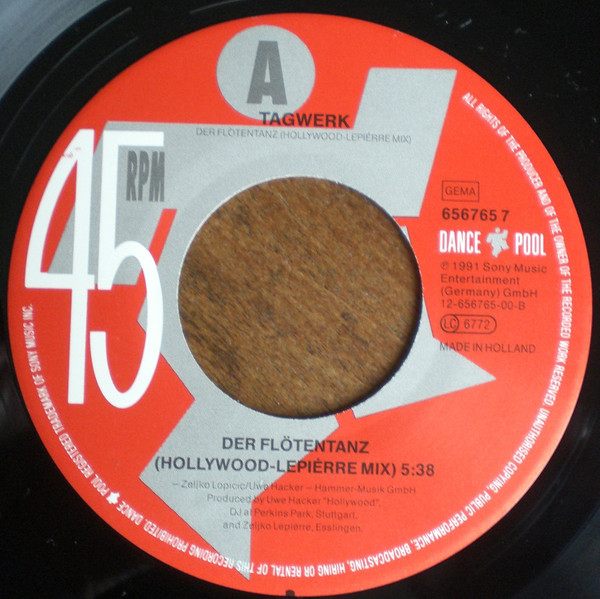 A
TAGWERK
DER FLÖTENTANZ (HOLLYWOOD-LEPIÉRRE MIX)
45
RPM
GEMA
656765 7
DANCE POOL
℗ 1991 Sony Music
Entertainment
(Germany) GmbH
12-656765-00-B
LC 6772
MADE IN HOLLAND
DER FLÖTENTANZ
(HOLLYWOOD-LEPIÉRRE MIX) 5:38
– Zeljko Lopicic/Uwe Hacker – Hammer-Musik GmbH
Produced by Uwe Hacker "Hollywood",
DJ at Perkins Park, Stuttgart,
and Zeljko Lepiérre, Esslingen.
ALL RIGHTS OF THE PRODUCER AND OF THE OWNER OF THE RECORDED WORK RESERVED. UNAUTHORISED COPYING, PUBLIC PERFORMANCE, BROADCASTING, HIRING OR RENTAL OF THIS RECORDING PROHIBITED. DANCE POOL REGISTERED TRADEMARK OF SONY MUSIC INC.